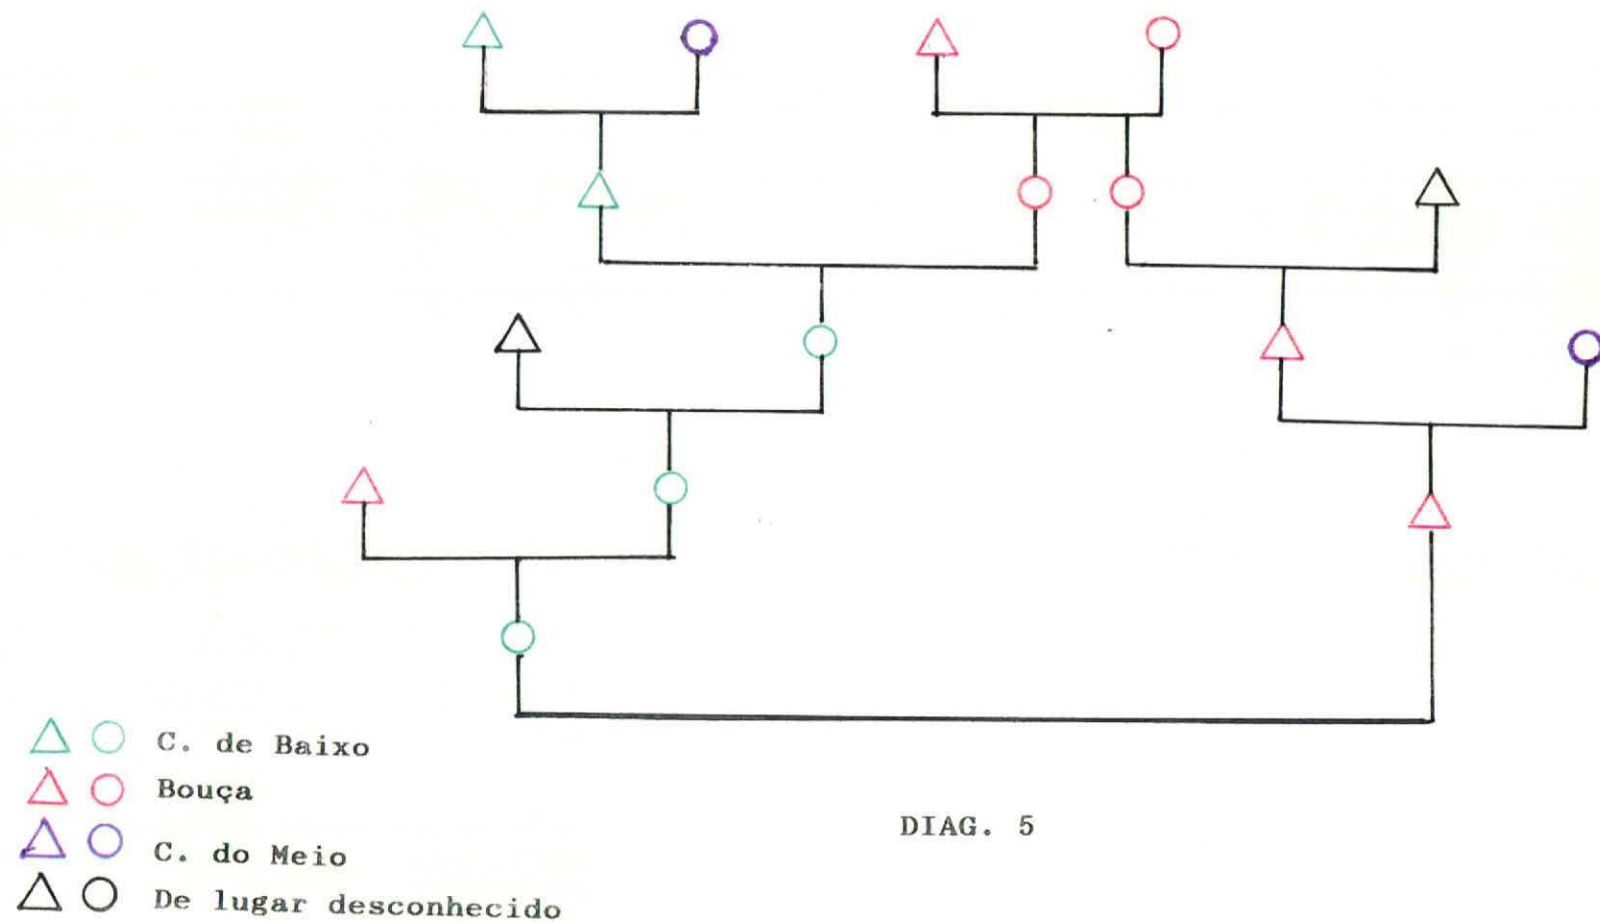 C. de Baixo
Bouça
C. do Meio
De lugar desconhecido
DIAG. 5